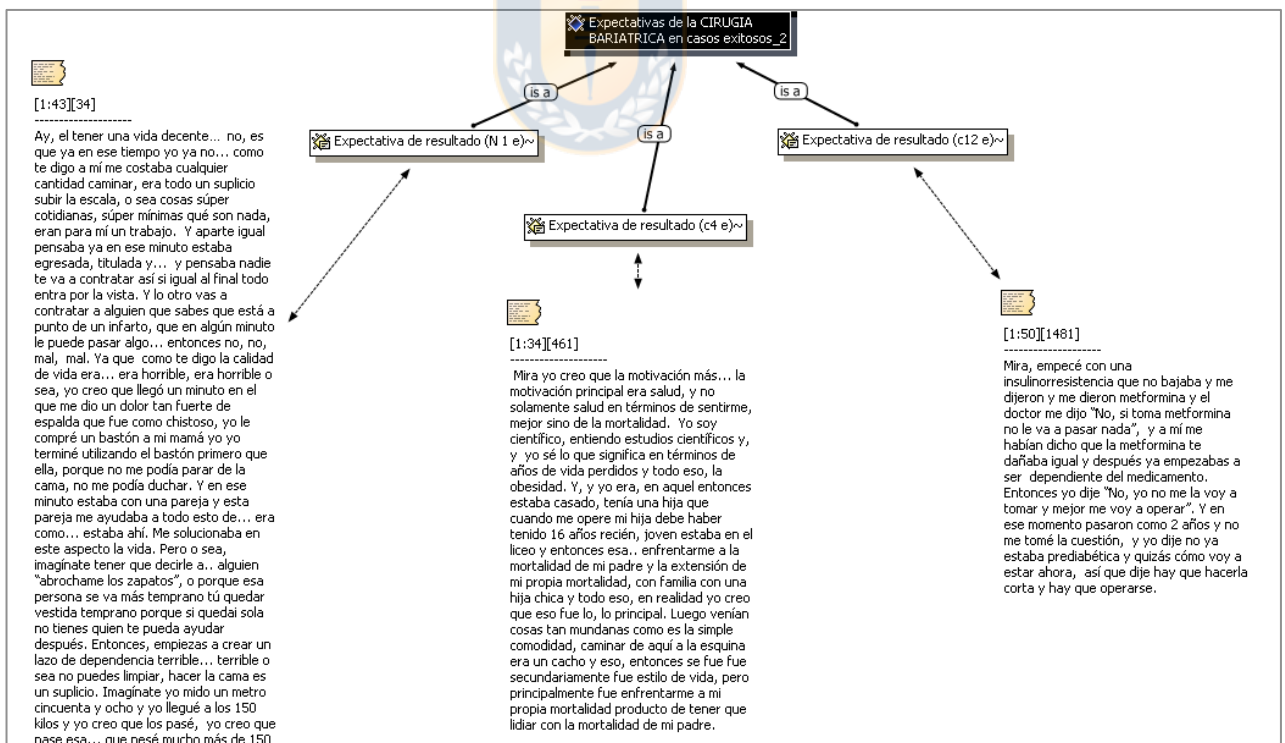 Expectativas de la CIRUGIA
BARIATRICA en casos exitosos_2
is a
is a
is a
Expectativa de resultado (N 1 e)~
Expectativa de resultado (c4 e)~
Expectativa de resultado (c12 e)~
[1:43][34]
--------------------
Ay, el tener una vida decente... no, es
que ya en ese tiempo yo ya no... como
te digo a mí me costaba cualquier
cantidad caminar, era todo un suplicio
subir la escala, o sea cosas súper
cotidianas, súper mínimas qué son nada,
eran para mí un trabajo.  Y aparte igual
pensaba ya en ese minuto estaba
egresada, titulada y... y pensaba nadie
te va a contratar así si igual al final todo
entra por la vista. Y lo otro vas a
contratar a alguien que sabes que está a
punto de un infarto, que en algún minuto
le puede pasar algo... entonces no, no,
mal,  mal. Ya que  como te digo la calidad
de vida era... era horrible, era horrible o
sea, yo creo que llegó un minuto en el
que me dio un dolor tan fuerte de
espalda que fue como chistoso, yo le
compré un bastón a mi mamá yo yo
terminé utilizando el bastón primero que
ella, porque no me podía parar de la
cama, no me podía duchar. Y en ese
minuto estaba con una pareja y esta
pareja me ayudaba a todo esto de... era
como... estaba ahí. Me solucionaba en
este aspecto la vida. Pero o sea,
imagínate tener que decirle a.. alguien
"abrochame los zapatos", o porque esa
persona se va más temprano tú quedar
vestida temprano porque si quedai sola
no tienes quien te pueda ayudar
después. Entonces, empiezas a crear un
lazo de dependencia terrible... terrible o
sea no puedes limpiar, hacer la cama es
un suplicio. Imagínate yo mido un metro
cincuenta y ocho y yo llegué a los 150
kilos y yo creo que los pasé,  yo creo que
pase esa... que pesé mucho más de 150
[1:34][461]
--------------------
Mira yo creo que la motivación más... la
motivación principal era salud, y no
solamente salud en términos de sentirme,
mejor sino de la mortalidad.  Yo soy
científico, entiendo estudios científicos y,
y  yo sé lo que significa en términos de
años de vida perdidos y todo eso, la
obesidad. Y, y yo era, en aquel entonces
estaba casado, tenía una hija que
cuando me opere mi hija debe haber
tenido 16 años recién, joven estaba en el
liceo y entonces esa.. enfrentarme a la
mortalidad de mi padre y la extensión de
mi propia mortalidad, con familia con una
hija chica y todo eso, en realidad yo creo
que eso fue lo, lo principal. Luego venían
cosas tan mundanas como es la simple
comodidad, caminar de aquí a la esquina
era un cacho y eso, entonces se fue fue
secundariamente fue estilo de vida, pero
principalmente fue enfrentarme a mi
propia mortalidad producto de tener que
lidiar con la mortalidad de mi padre.
[1:50][1481]
--------------------
Mira, empecé con una
insulinorresistencia que no bajaba y me
dijeron y me dieron metformina y el
doctor me dijo "No, si toma metformina
no le va a pasar nada",  y a mí me
habían dicho que la metformina te
dañaba igual y después ya empezabas a
ser  dependiente del medicamento.
Entonces yo dije "No, yo no me la voy a
tomar y mejor me voy a operar". Y en
ese momento pasaron como 2 años y no
me tomé la cuestión,  y yo dije no ya
estaba prediabética y quizás cómo voy a
estar ahora,  así que dije hay que hacerla
corta y hay que operarse.